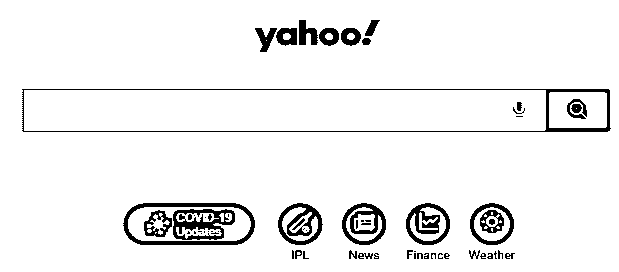 yahoo!
COVID-19
Updates
IPL
News
Finance
Weather